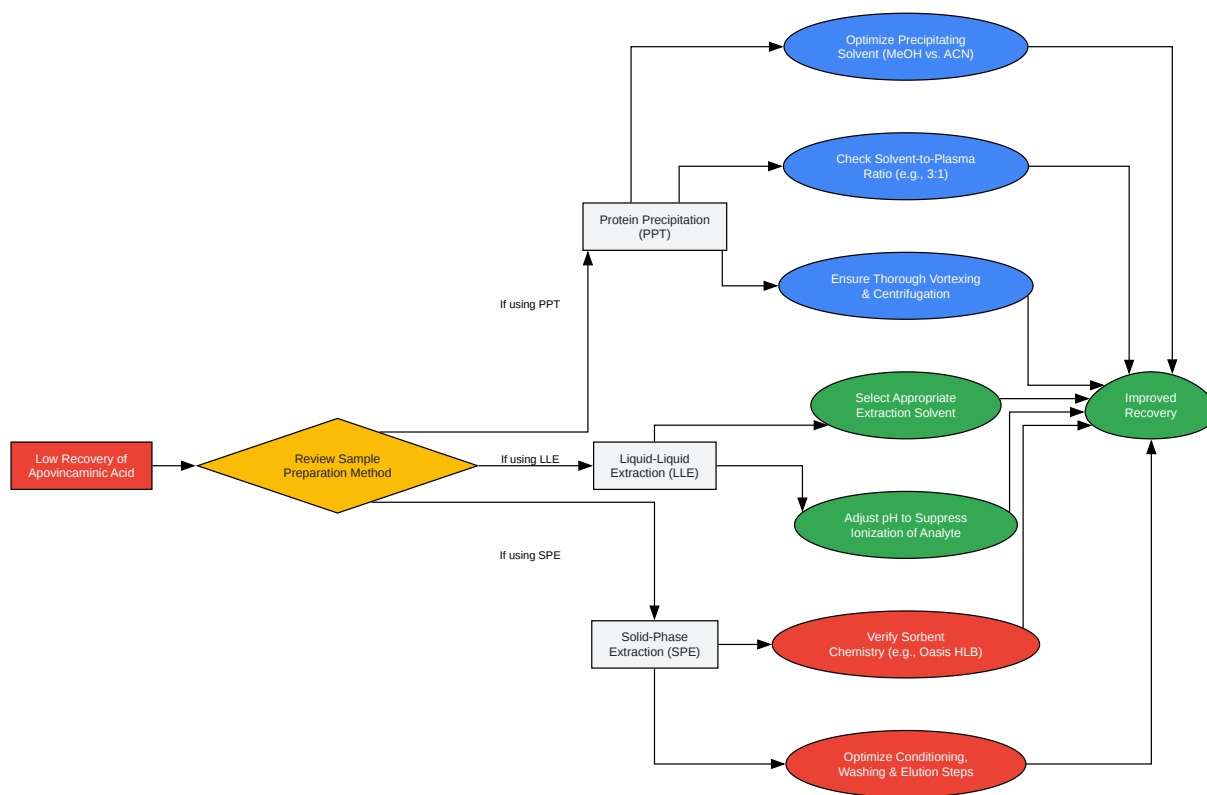 Optimize Precipitating
Solvent (MeOH vs. ACN)
Check Solvent-to-Plasma
Ratio (e.g., 3:1)
Protein Precipitation
(PPT)
Ensure Thorough Vortexing
& Centrifugation
If using PPT
Select Appropriate
Extraction Solvent
Improved
Recovery
Low Recovery of
Apovincaminic Acid
Review Sample
Preparation Method
If using LLE
Liquid-Liquid
Extraction (LLE)
Adjust pH to Suppress
Ionization of Analyte
If using SPE
Solid-Phase
Extraction (SPE)
Verify Sorbent
Chemistry (e.g., Oasis HLB)
Optimize Conditioning,
Washing & Elution Steps